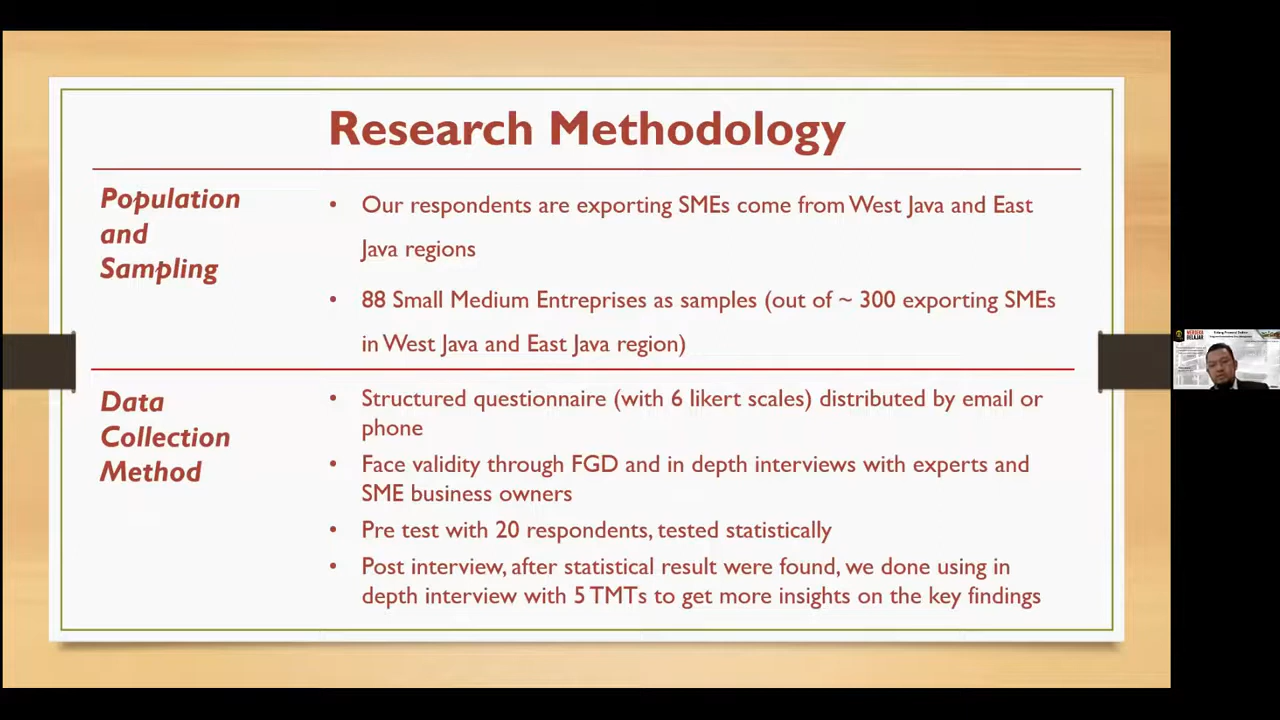 Research Methodology
Population
and
Sampling
• Our respondents are exporting SMEs come from West Java and East
Java regions
• 88 Small Medium Entreprises as samples (out of ~ 300 exporting SMEs
in West Java and East Java region)
Data
Collection
Method
• Structured questionnaire (with 6 likert scales) distributed by email or
phone
• Face validity through FGD and in depth interviews with experts and
SME business owners
• Pre test with 20 respondents, tested statistically
• Post interview, after statistical result were found, we done using in
depth interview with 5 TMTs to get more insights on the key findings
MERDEKA
BELAJAR